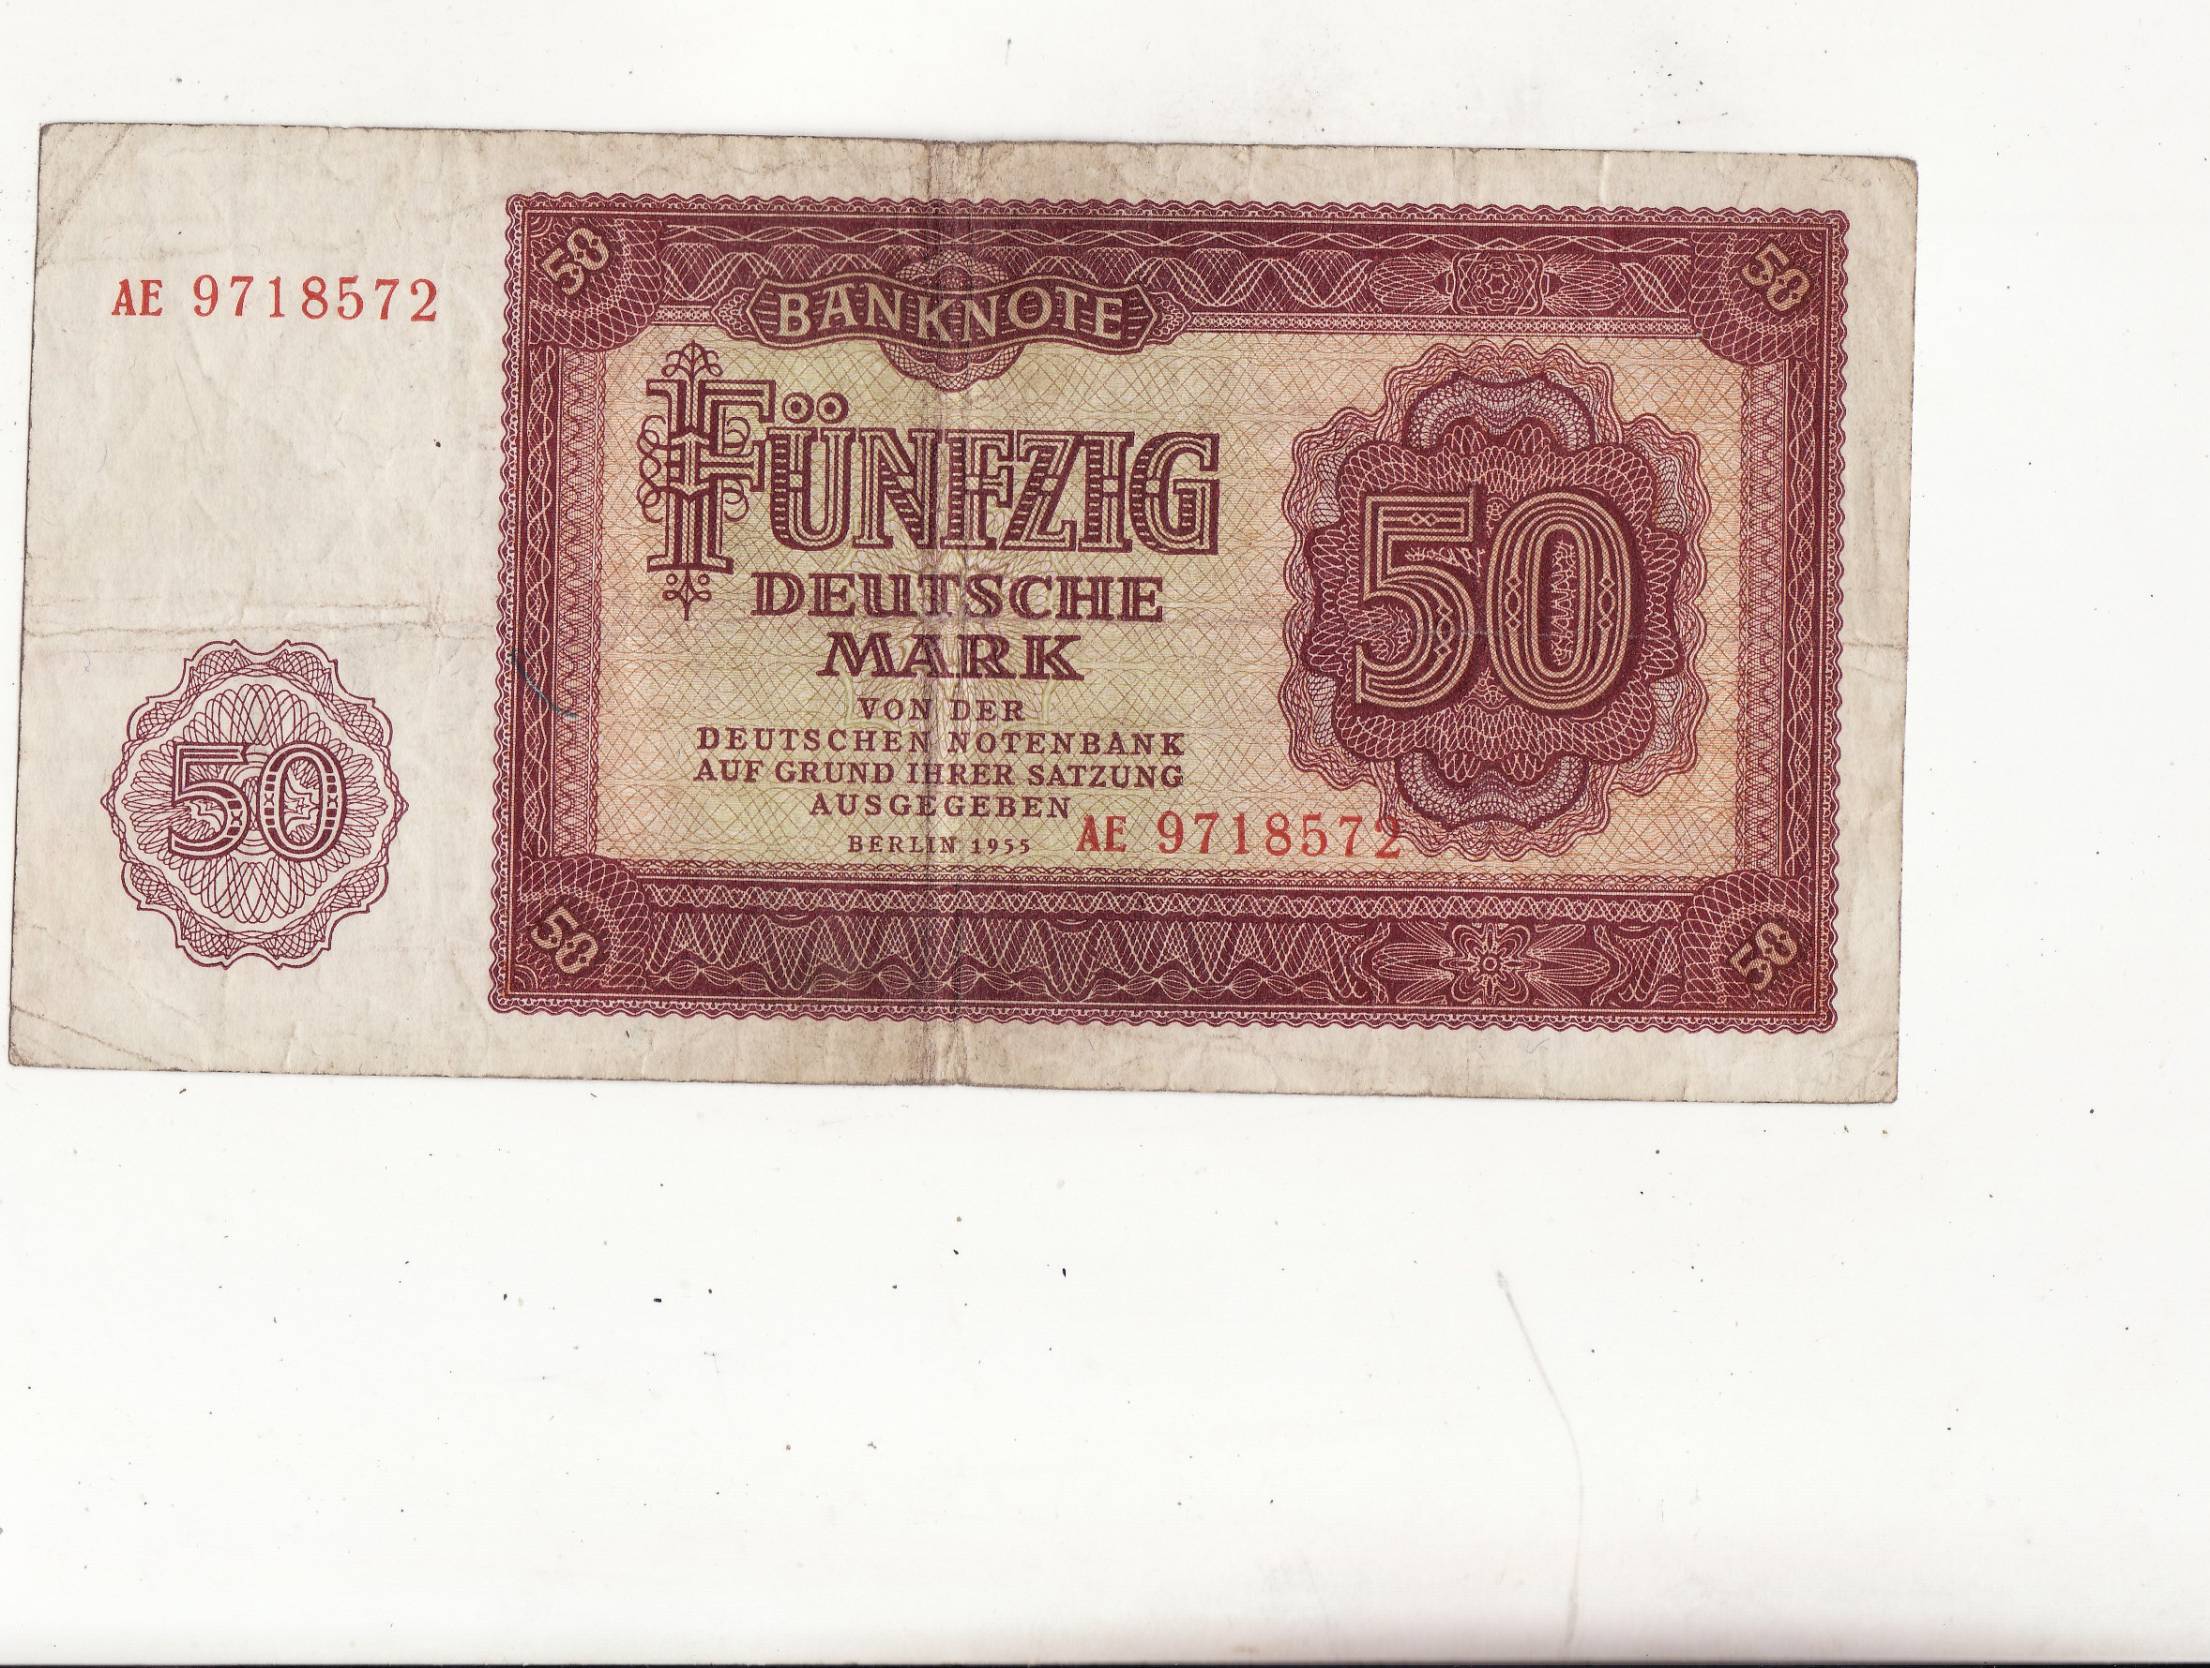 AE 9718572
50
50
BANKNOTE
FÜNFZIG
DEUTSCHE
MARK
50
VON DER
DEUTSCHEN NOTENBANK
AUF GRUND IHRER SATZUNG
AUSGEGEBEN
BERLIN 1955
AE 9718572
50
50
50